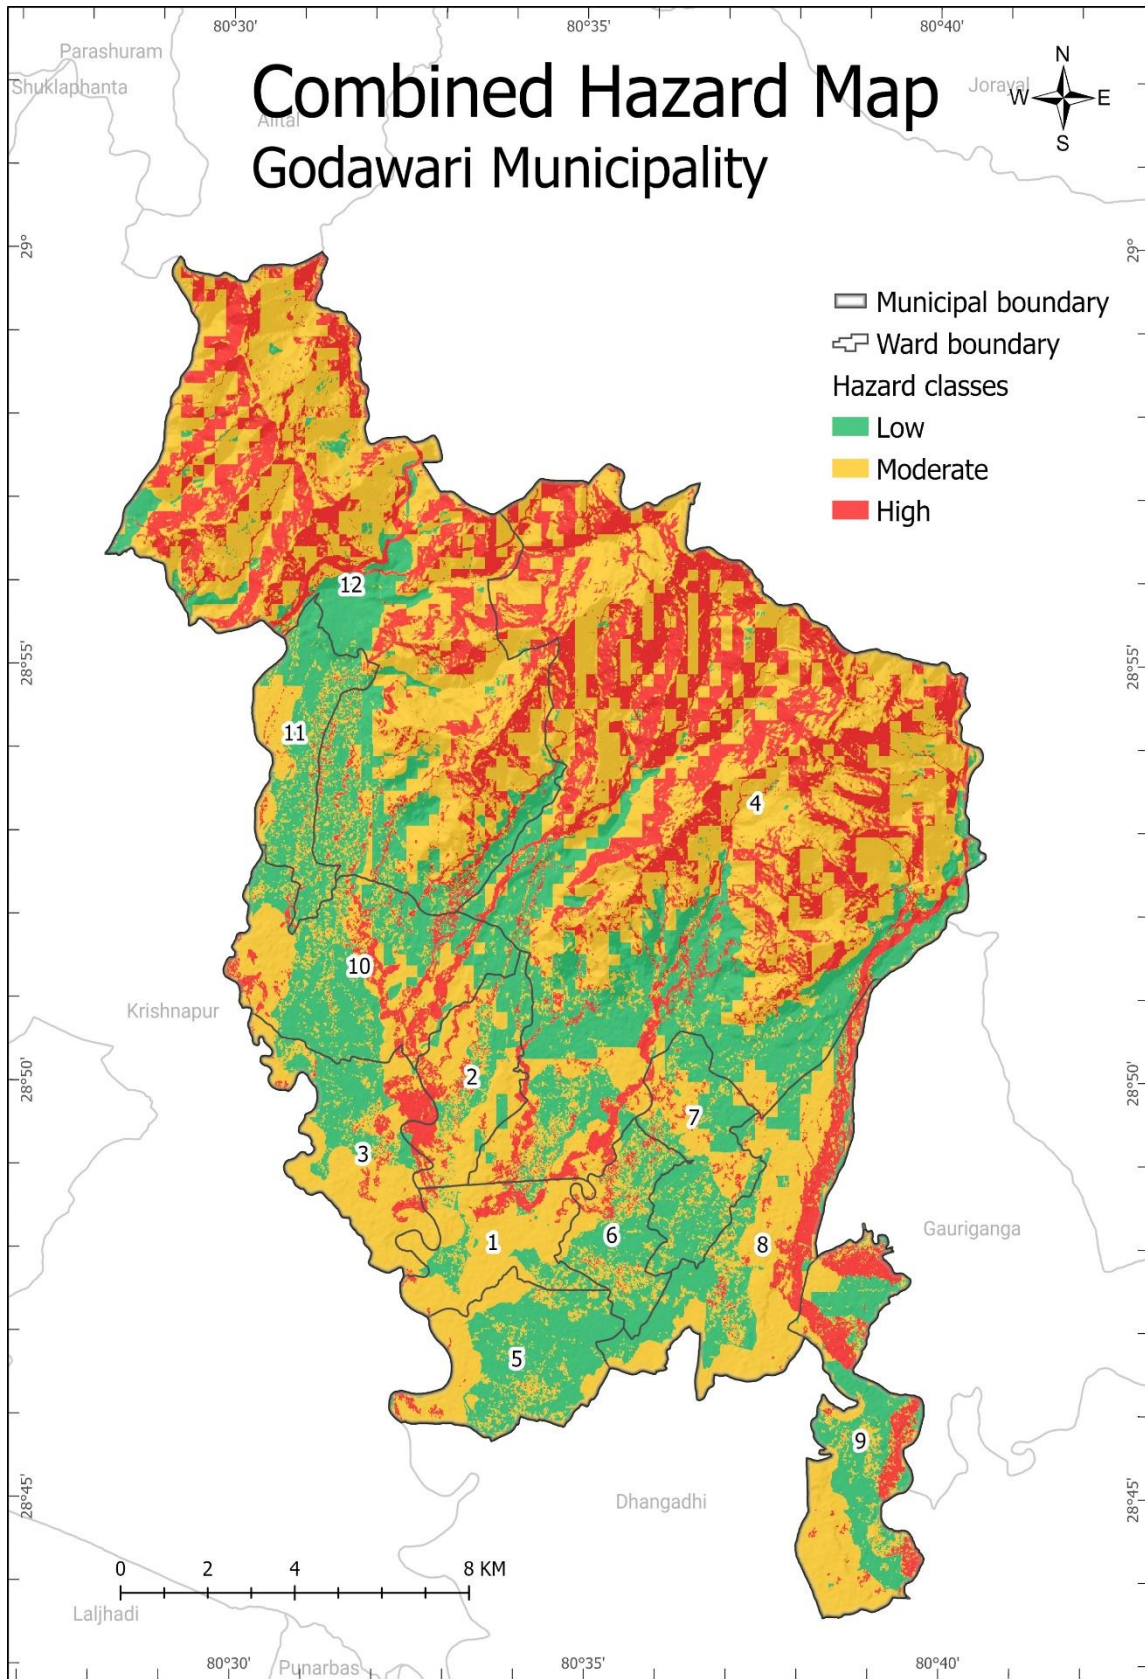 80°30'
80°35'
80°40'
Parashuram
Shuklaphanta
Alital
Jorayal
Combined Hazard Map
Godawari Municipality
N
W
E
S
29°
29°
Municipal boundary
Ward boundary
Hazard classes
Low
Moderate
High
12
28°55'
28°55'
11
4
10
Krishnapur
2
28°50'
28°50'
7
3
Gauriganga
6
1
8
5
9
28°45'
28°45'
Dhangadhi
0 2 4 8 KM
Laljhadi
Punarbas
80°30'
80°35'
80°40'